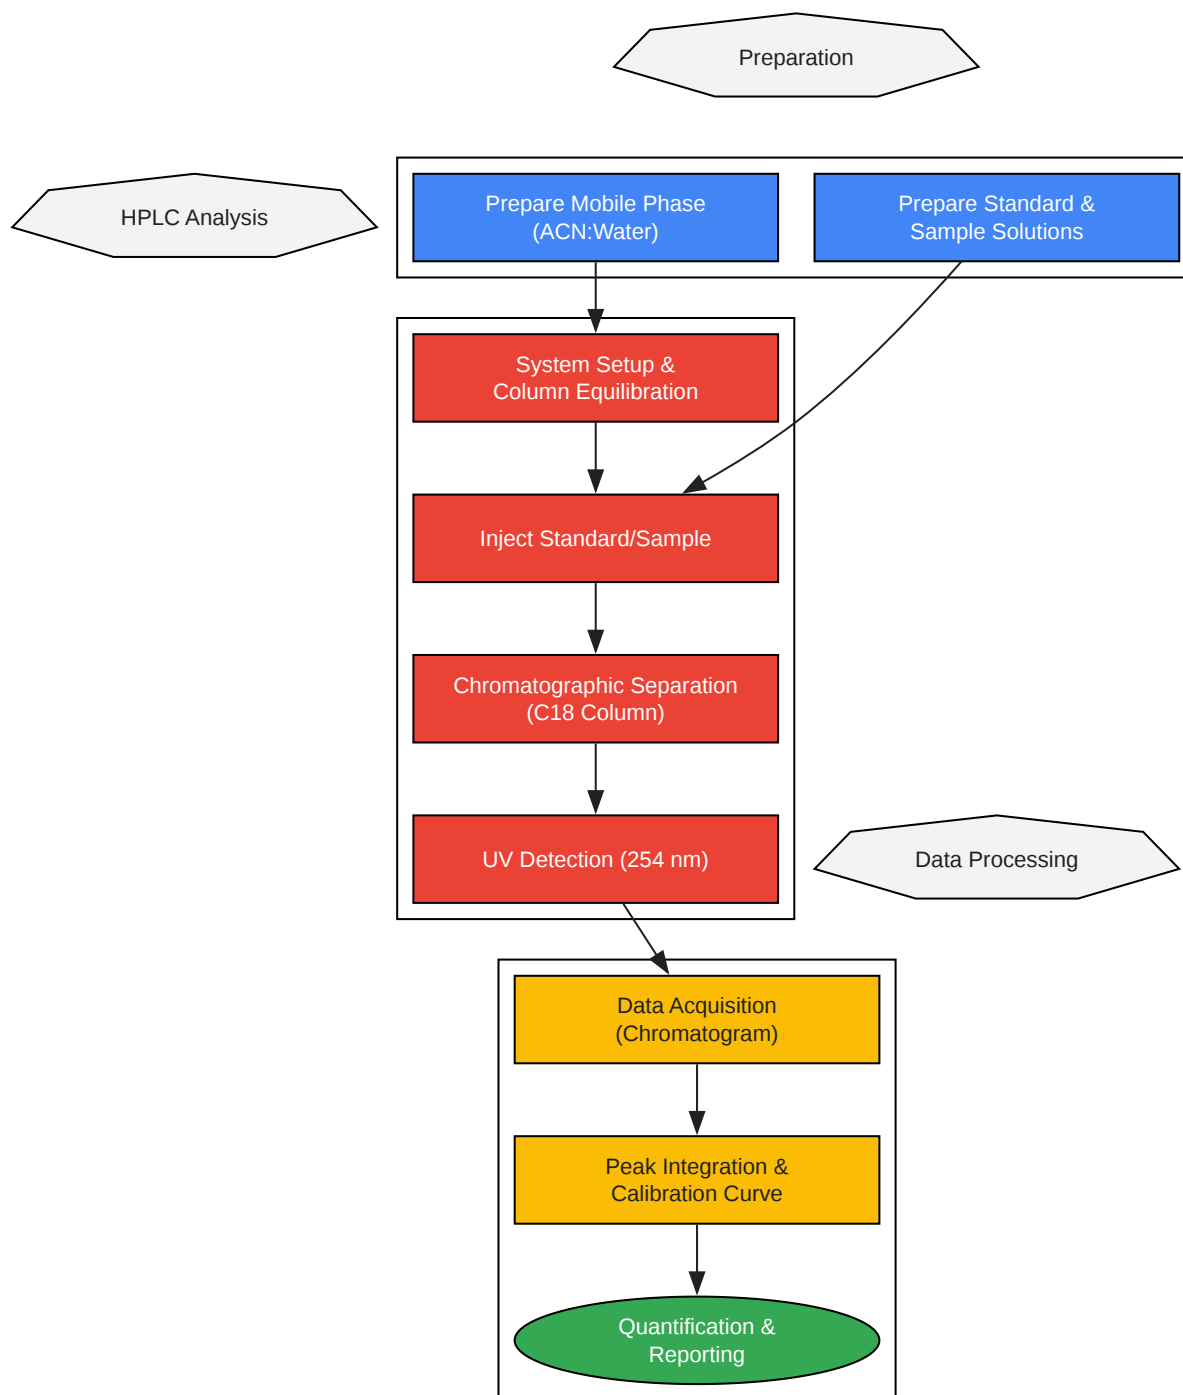 Preparation
HPLC Analysis
Prepare Mobile Phase
(ACN:Water)
Prepare Standard &
Sample Solutions
System Setup &
Column Equilibration
Inject Standard/Sample
Chromatographic Separation
(C18 Column)
UV Detection (254 nm)
Data Processing
Data Acquisition
(Chromatogram)
Peak Integration &
Calibration Curve
Quantification &
Reporting